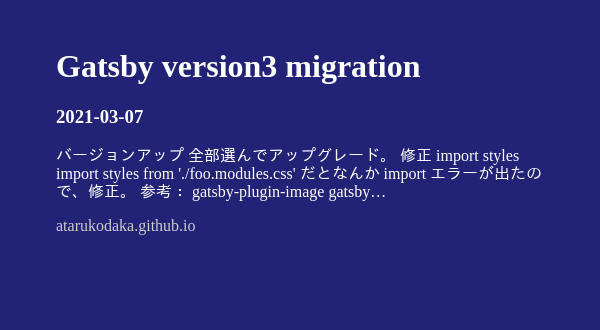 Gatsby version3 migration
2021-03-07
バージョンアップ 全部選んでアップグレード。 修正 import styles
import styles from './foo.modules.css' だとなんか import エラーが出たの
で、修正。 参考： gatsby-plugin-image gatsby…
atarukodaka.github.io